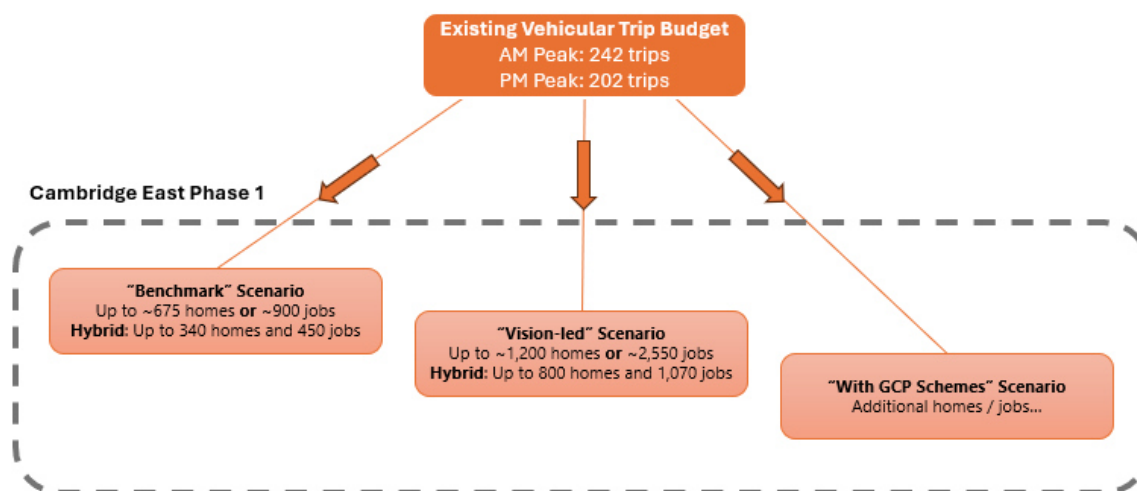 Existing Vehicular Trip Budget
AM Peak: 242 trips
PM Peak: 202 trips
Cambridge East Phase 1
“Benchmark” Scenario
Up to ~675 homes or ~900 jobs
Hybrid: Up to 340 homes and 450 jobs
“Vision-led” Scenario
Up to ~1,200 homes or ~2,550 jobs
Hybrid: Up to 800 homes and 1,070 jobs
“With GCP Schemes” Scenario
Additional homes / jobs...